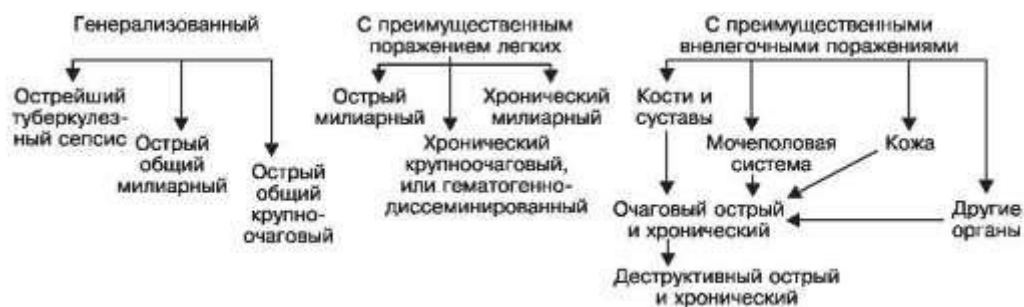 Генерализованный
Острейший
туберкулез-
ный сепсис
Острый
общий
милиарный
Острый
общий
крупно-
очаговый
С преимущественным
поражением легких
Острый
милиарный
Хронический
крупноочаговый,
или гематогенно-
диссеминированный
Хронический
милиарный
С преимущественными
внелегочными поражениями
Кости и
суставы
Мочеполовая
система
Кожа
Другие
органы
Очаговый острый
и хронический
Деструктивный острый
и хронический